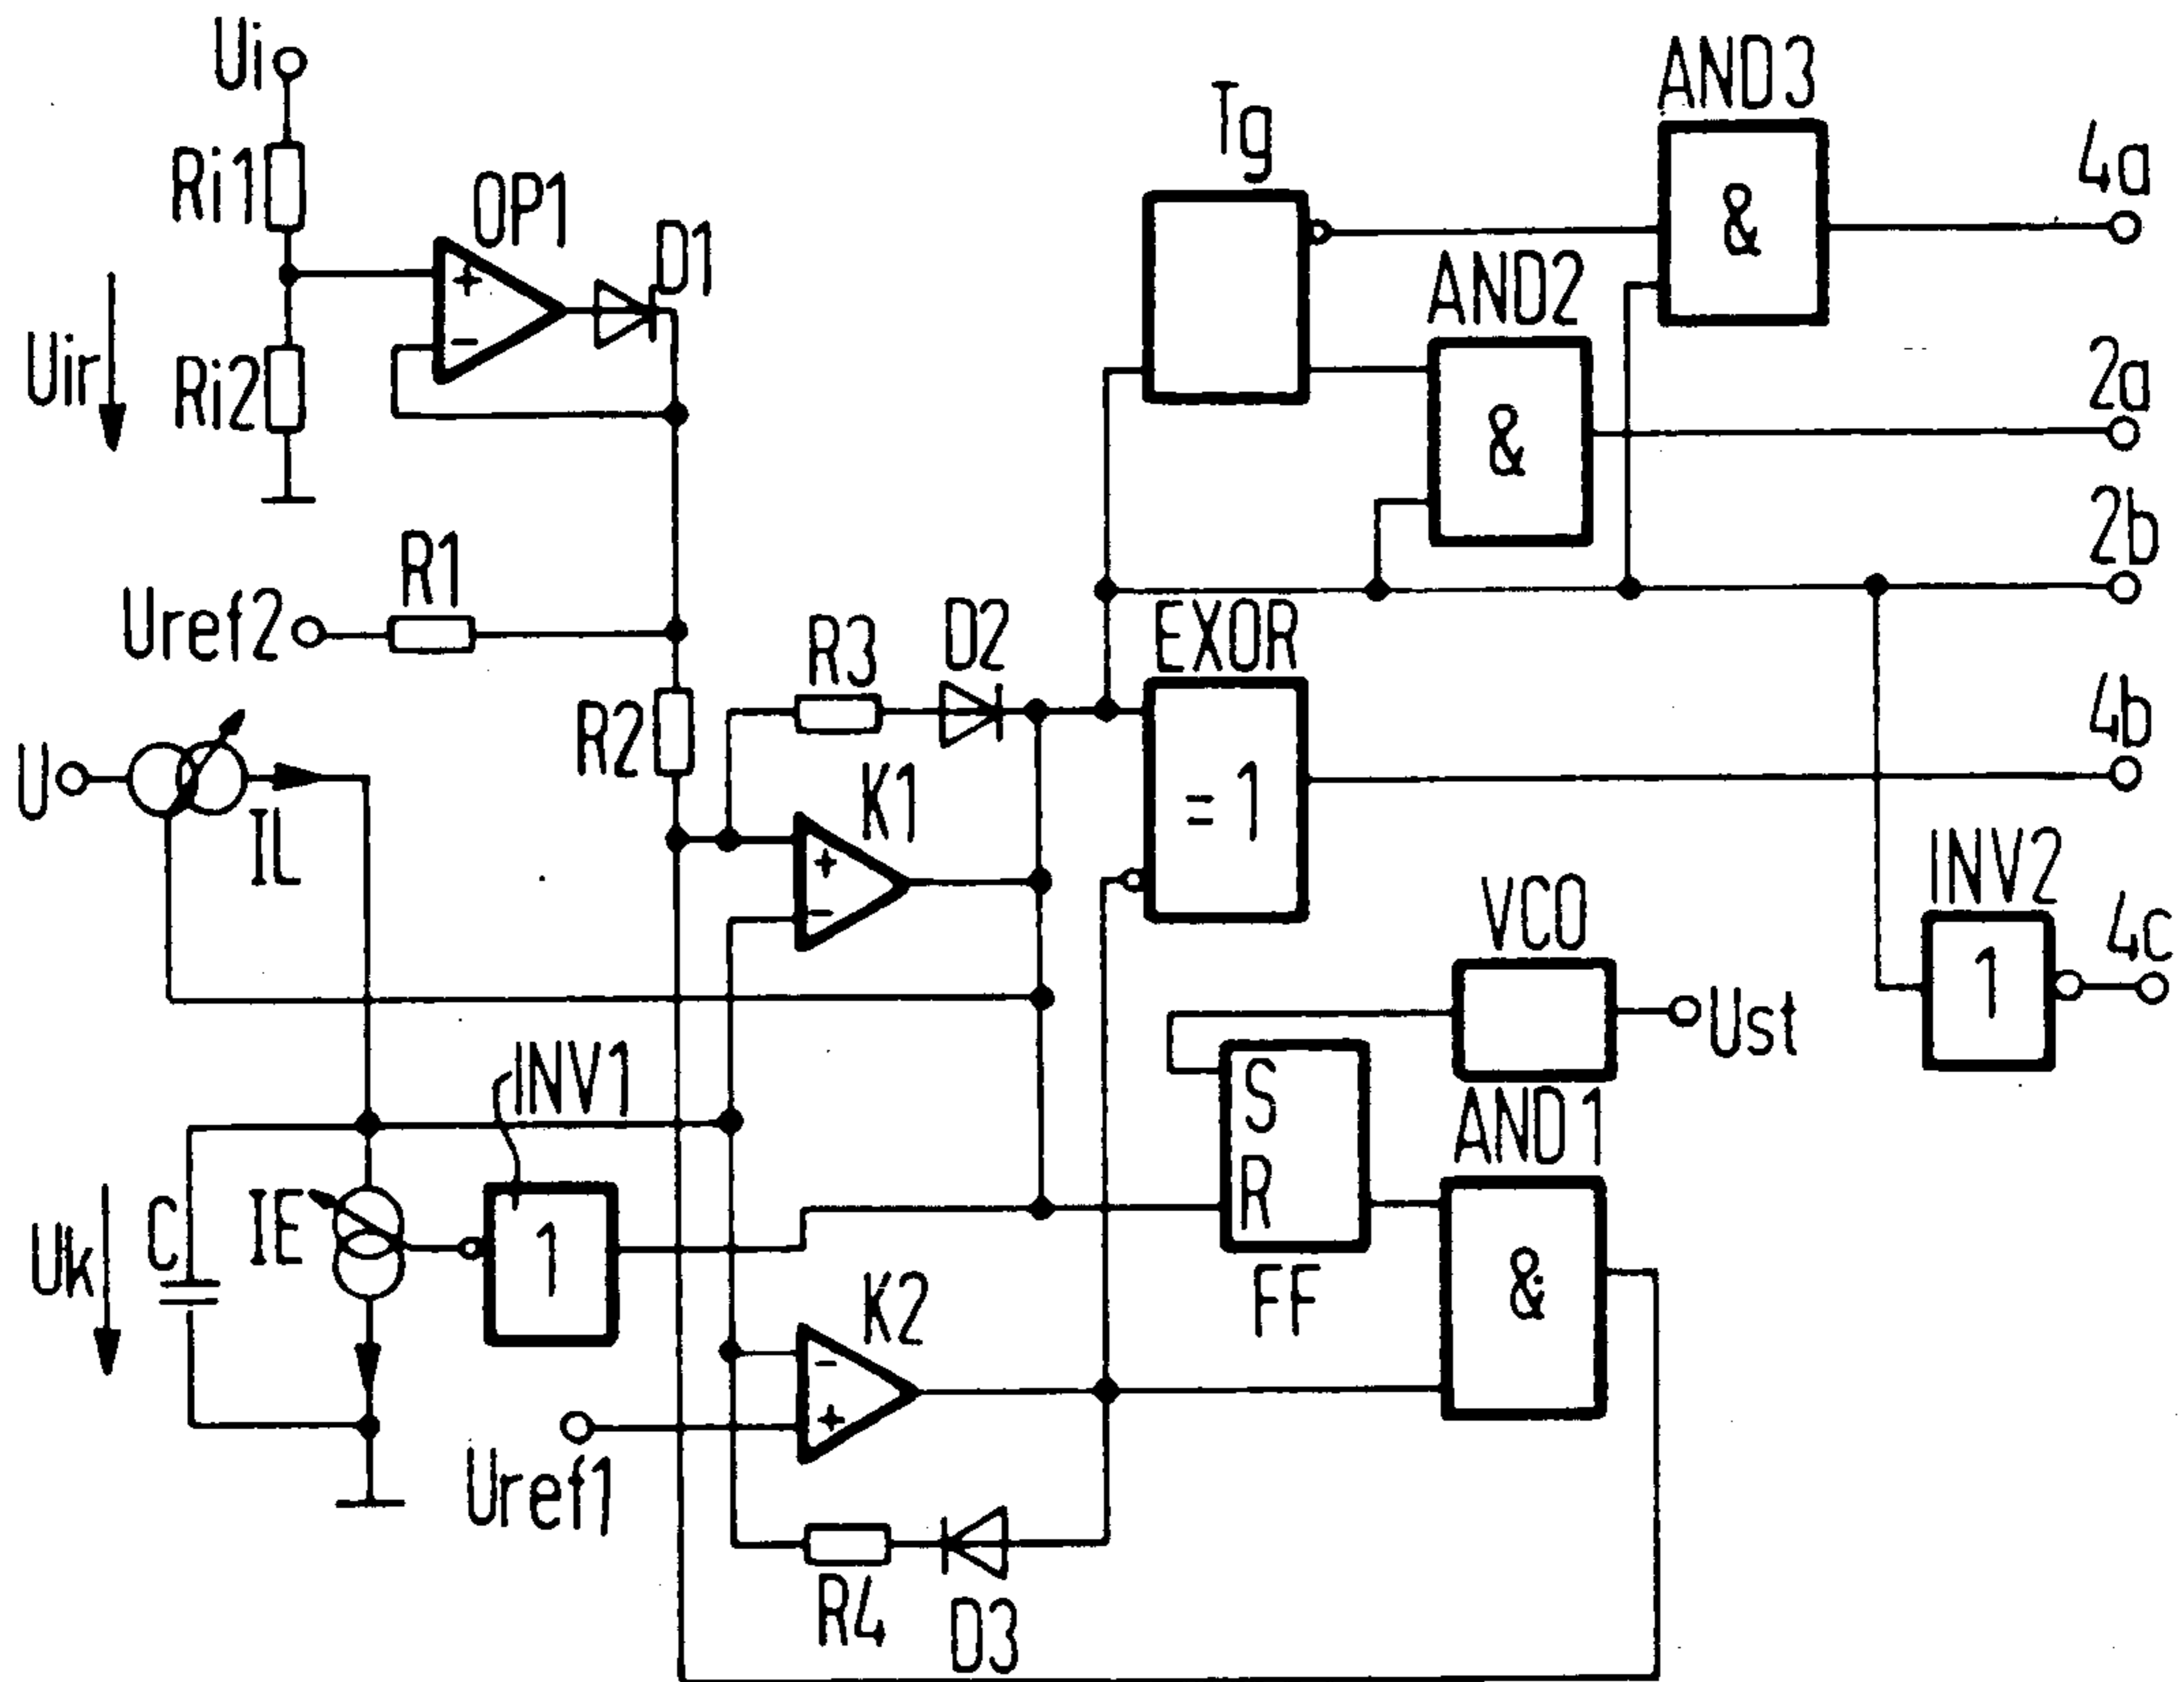 Ui
Ri1
Uir
Ri2
OP1
+
-
D1
Tg
AND3
&
4a
AND2
&
2a
2b
Uref2
R1
R2
R3
D2
EXOR
=1
4b
U
IL
K1
+
-
VCO
Ust
INV2
1
4c
INV1
S
R
FF
AND1
&
Uk
C
IE
1
K2
-
+
Uref1
R4
D3